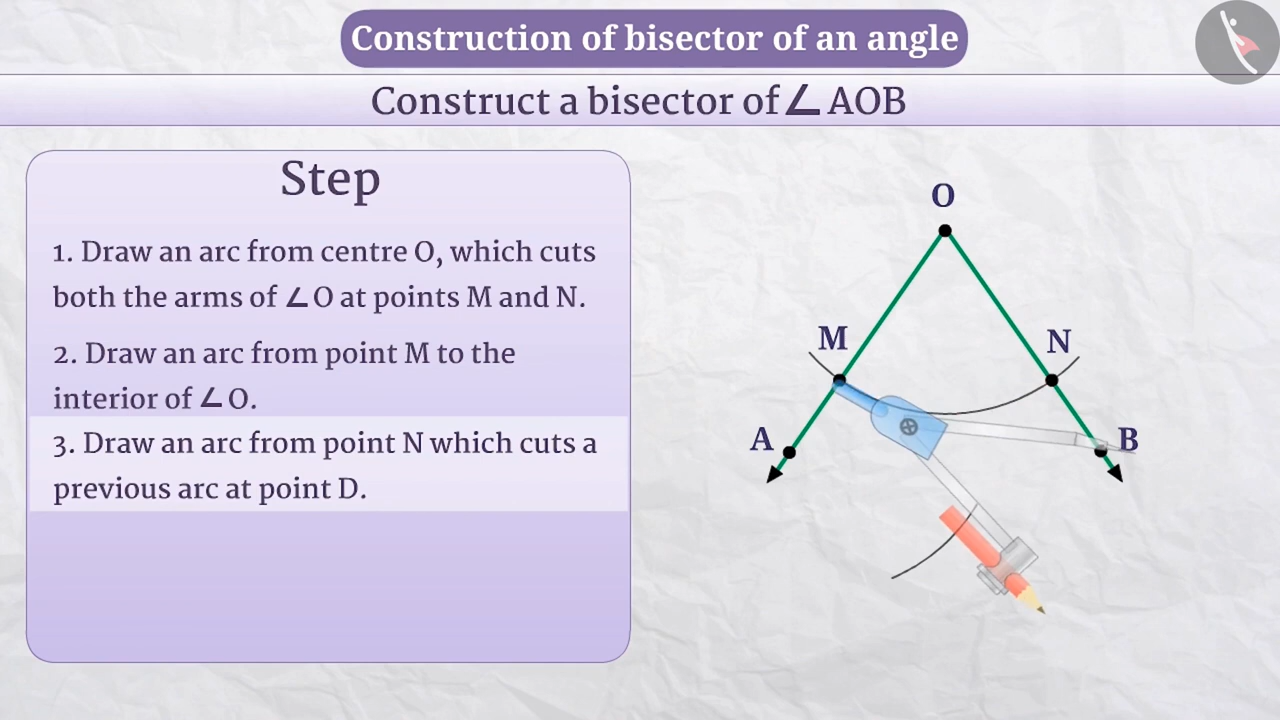 Construction of bisector of an angle
Construct a bisector of ∠AOB
Step
1. Draw an arc from centre O, which cuts
both the arms of ∠O at points M and N.
2. Draw an arc from point M to the
interior of ∠O.
3. Draw an arc from point N which cuts a
previous arc at point D.
O
M
N
A
B